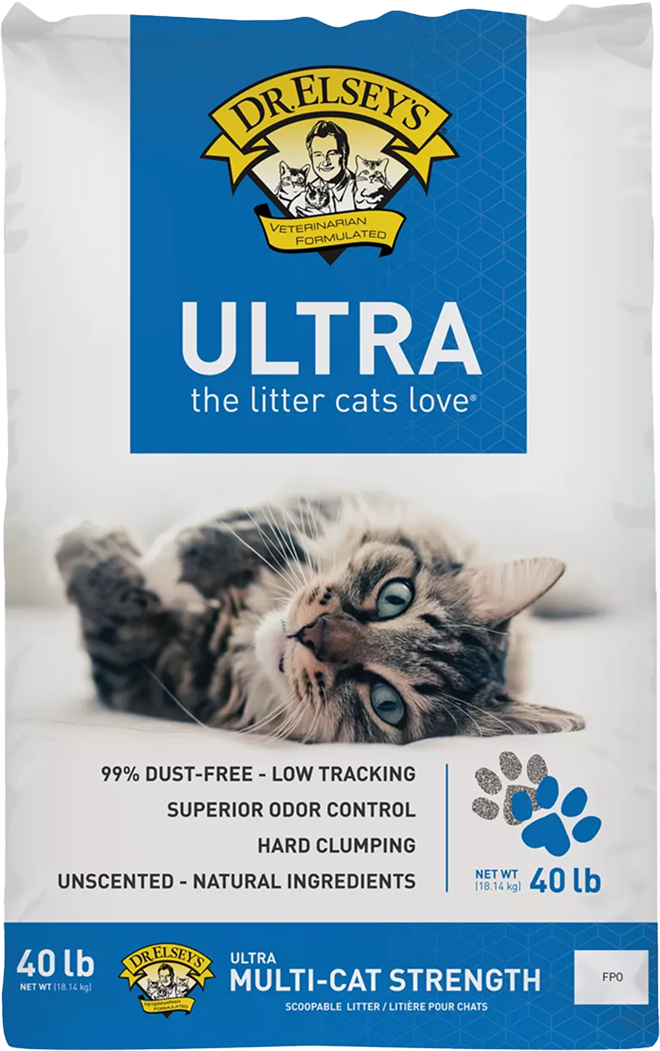 DR. ELSEY'S
VETERINARIAN
FORMULATED
ULTRA
the litter cats love®
99% DUST-FREE - LOW TRACKING
SUPERIOR ODOR CONTROL
HARD CLUMPING
UNSCENTED - NATURAL INGREDIENTS
NET WT
(18.14 kg)
40 lb
40 lb
NET WT (18.14 kg)
DR. ELSEY'S
VETERINARIAN
FORMULATED
ULTRA
MULTI-CAT STRENGTH
SCOOPABLE LITTER / LITIÈRE POUR CHATS
FPO